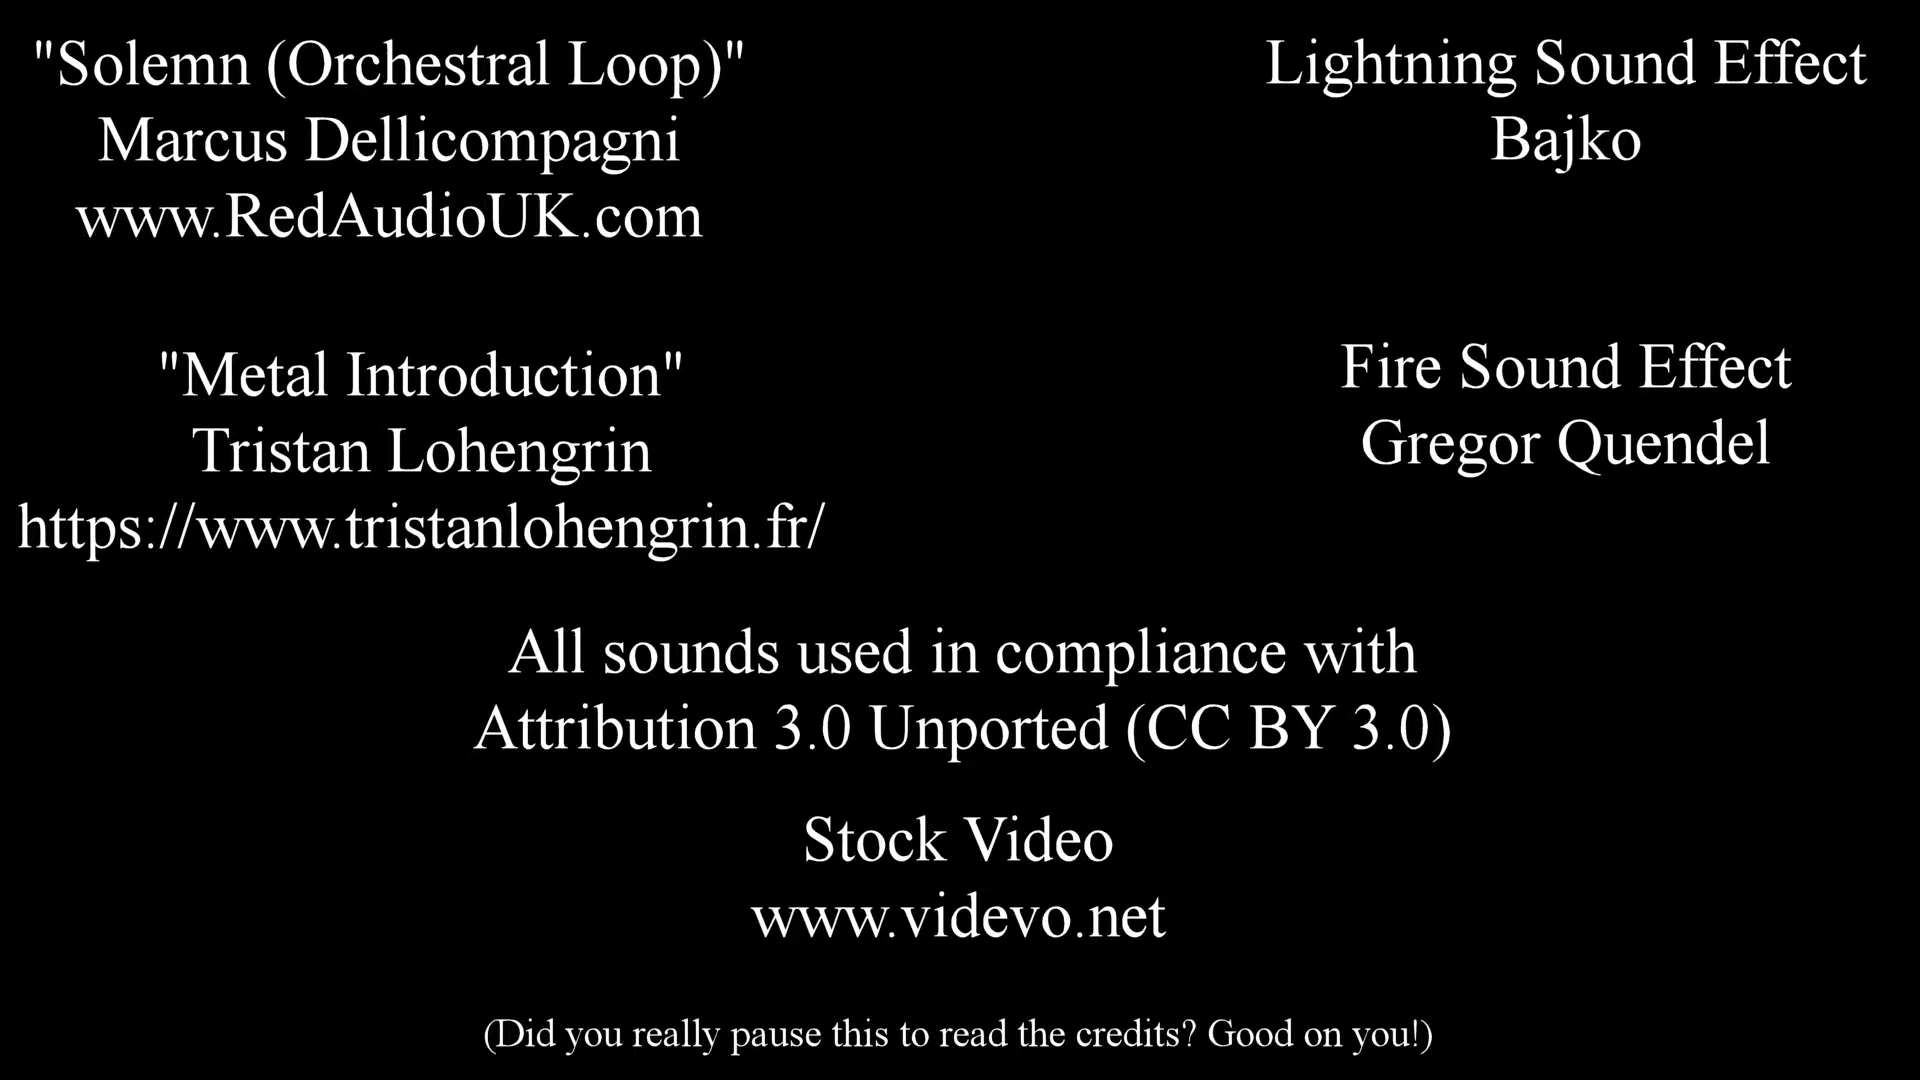 "Solemn (Orchestral Loop)"
Marcus Dellicompagni
www.RedAudioUK.com
Lightning Sound Effect
Bajko
"Metal Introduction"
Tristan Lohengrin
https://www.tristanlohengrin.fr/
Fire Sound Effect
Gregor Quendel
All sounds used in compliance with
Attribution 3.0 Unported (CC BY 3.0)
Stock Video
www.videvo.net
(Did you really pause this to read the credits? Good on you!)